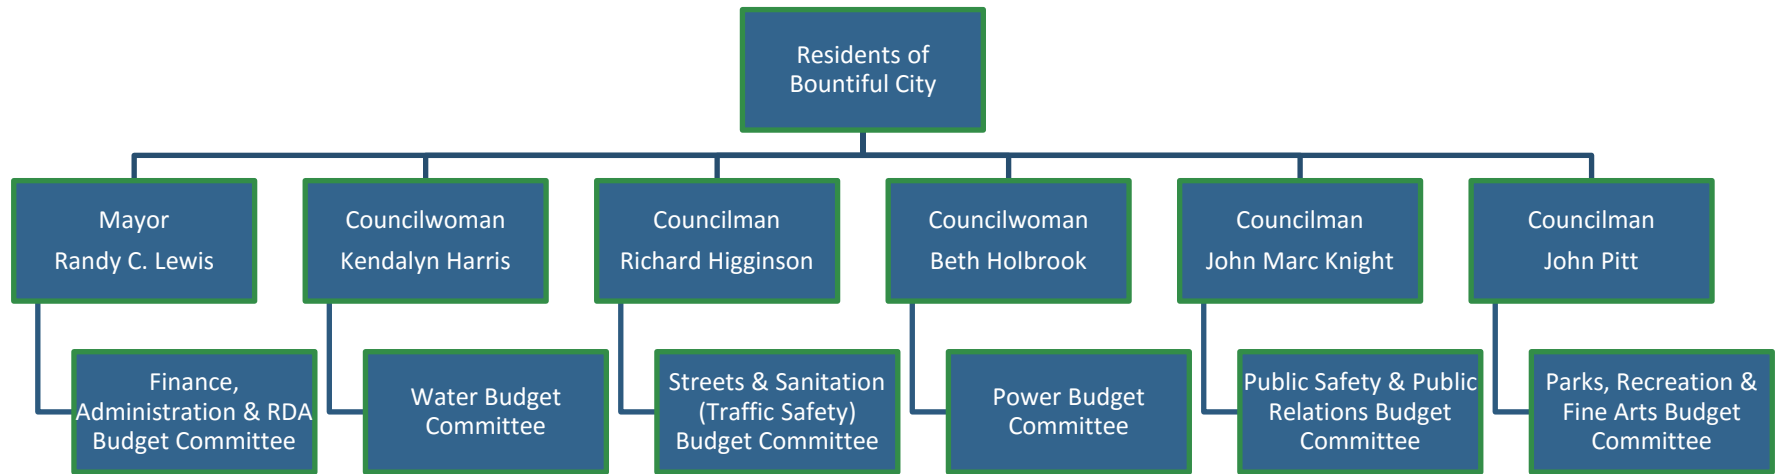 Residents of
Bountiful City
Mayor
Randy C. Lewis
Councilwoman
Kendalyn Harris
Councilman
Richard Higginson
Councilwoman
Beth Holbrook
Councilman
John Marc Knight
Councilman
John Pitt
Finance,
Administration & RDA
Budget Committee
Water Budget
Committee
Streets & Sanitation
(Traffic Safety)
Budget Committee
Power Budget
Committee
Public Safety & Public
Relations Budget
Committee
Parks, Recreation &
Fine Arts Budget
Committee